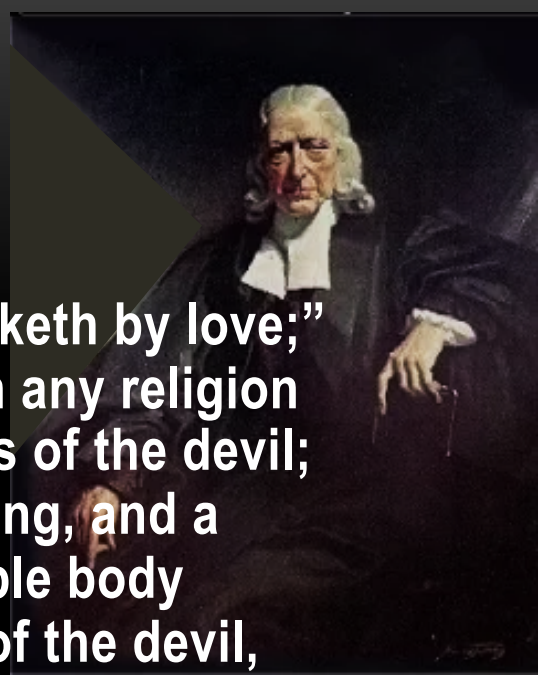 keth by love;”
any religion
s of the devil;
ng, and a
ble body
of the devil,